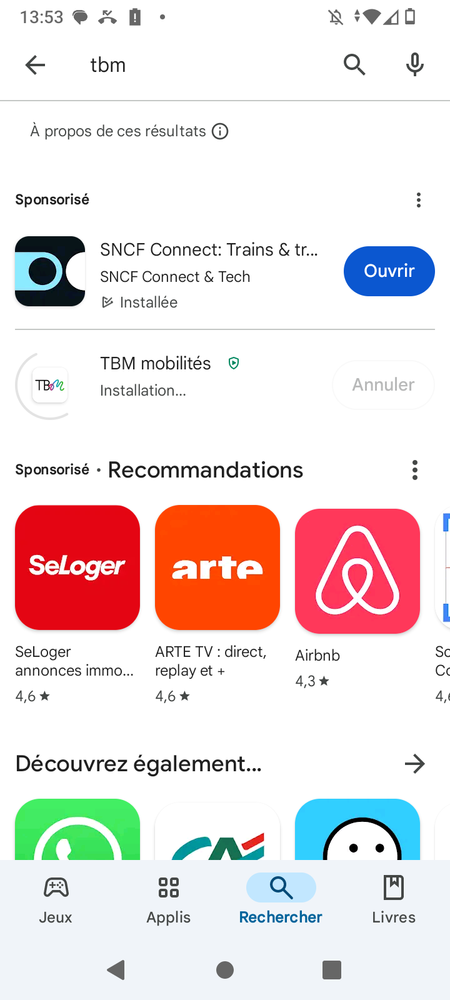 13:53
tbm
À propos de ces résultats
Sponsorisé
SNCF Connect: Trains & tr...
SNCF Connect & Tech
Installée
Ouvrir
TBM
TBM mobilités
Installation...
Annuler
Sponsorisé • Recommandations
SeLoger
arte
SeLoger
annonces immo...
4,6 ★
ARTE TV : direct,
replay et +
4,6 ★
Airbnb
4,3 ★
Découvrez également...
Jeux
Applis
Rechercher
Livres